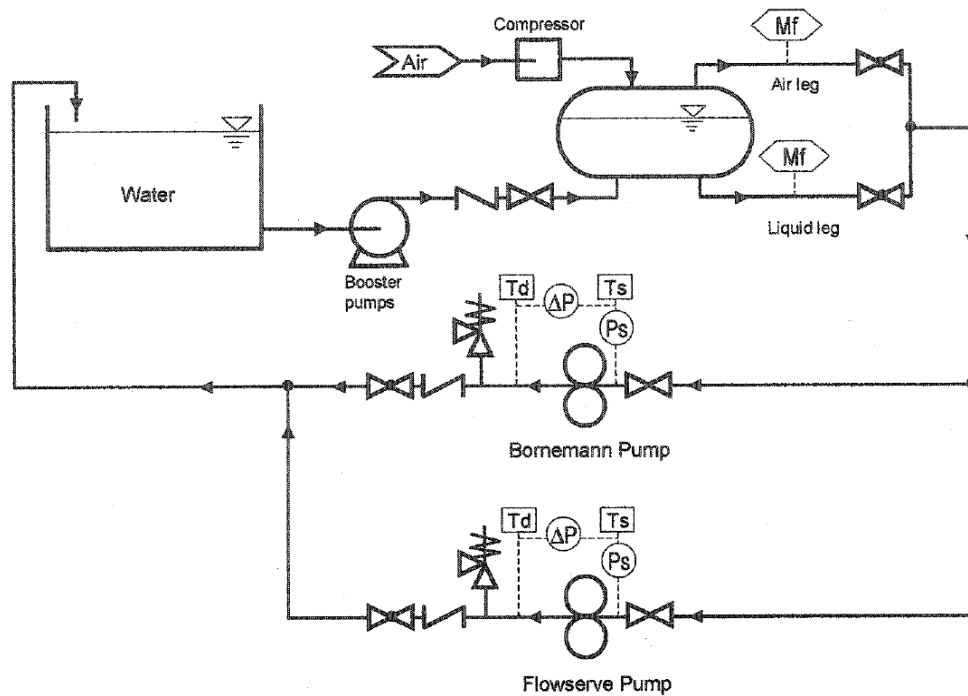 Compressor
Mf
Air
Air leg
Mf
Water
Liquid leg
Booster
pumps
Td
ΔP
Ts
Ps
Bornemann Pump
Td
ΔP
Ts
Ps
Flowserve Pump